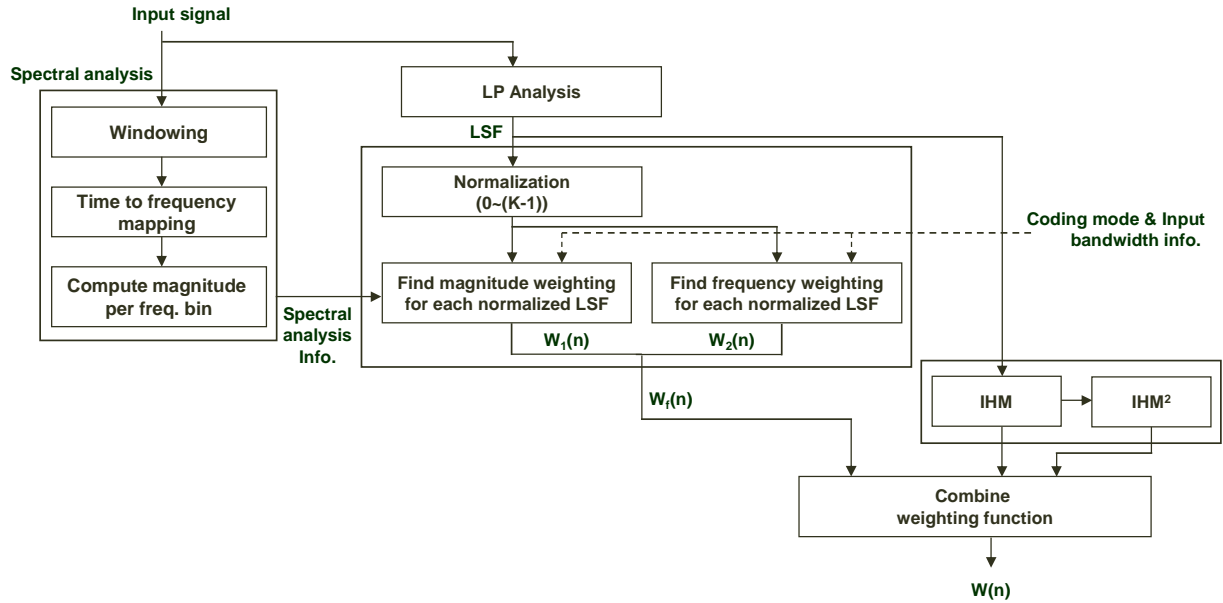 Input signal
Spectral analysis
Windowing
Time to frequency
mapping
Compute magnitude
per freq. bin
Spectral
analysis
Info.
LP Analysis
LSF
Normalization
(0~(K-1))
Coding mode & Input
bandwidth info.
Find magnitude weighting
for each normalized LSF
Find frequency weighting
for each normalized LSF
W₁(n)
W₂(n)
Wf(n)
IHM
IHM²
Combine
weighting function
W(n)